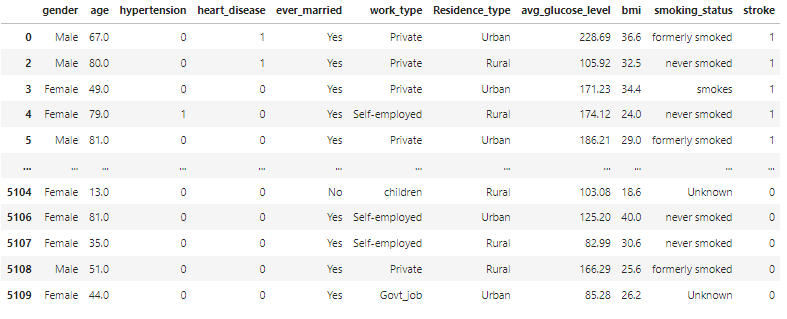 gender age hypertension heart_disease ever_married work_type Residence_type avg_glucose_level bmi smoking_status stroke
0 Male 67.0 0 1 Yes Private Urban 228.69 36.6 formerly smoked 1
2 Male 80.0 0 1 Yes Private Rural 105.92 32.5 never smoked 1
3 Female 49.0 0 0 Yes Private Urban 171.23 34.4 smokes 1
4 Female 79.0 1 0 Yes Self-employed Rural 174.12 24.0 never smoked 1
5 Male 81.0 0 0 Yes Private Urban 186.21 29.0 formerly smoked 1
... ... ... ... ... ... ... ... ... ... ... ...
5104 Female 13.0 0 0 No children Rural 103.08 18.6 Unknown 0
5106 Female 81.0 0 0 Yes Self-employed Urban 125.20 40.0 never smoked 0
5107 Female 35.0 0 0 Yes Self-employed Rural 82.99 30.6 never smoked 0
5108 Male 51.0 0 0 Yes Private Rural 166.29 25.6 formerly smoked 0
5109 Female 44.0 0 0 Yes Govt_job Urban 85.28 26.2 Unknown 0